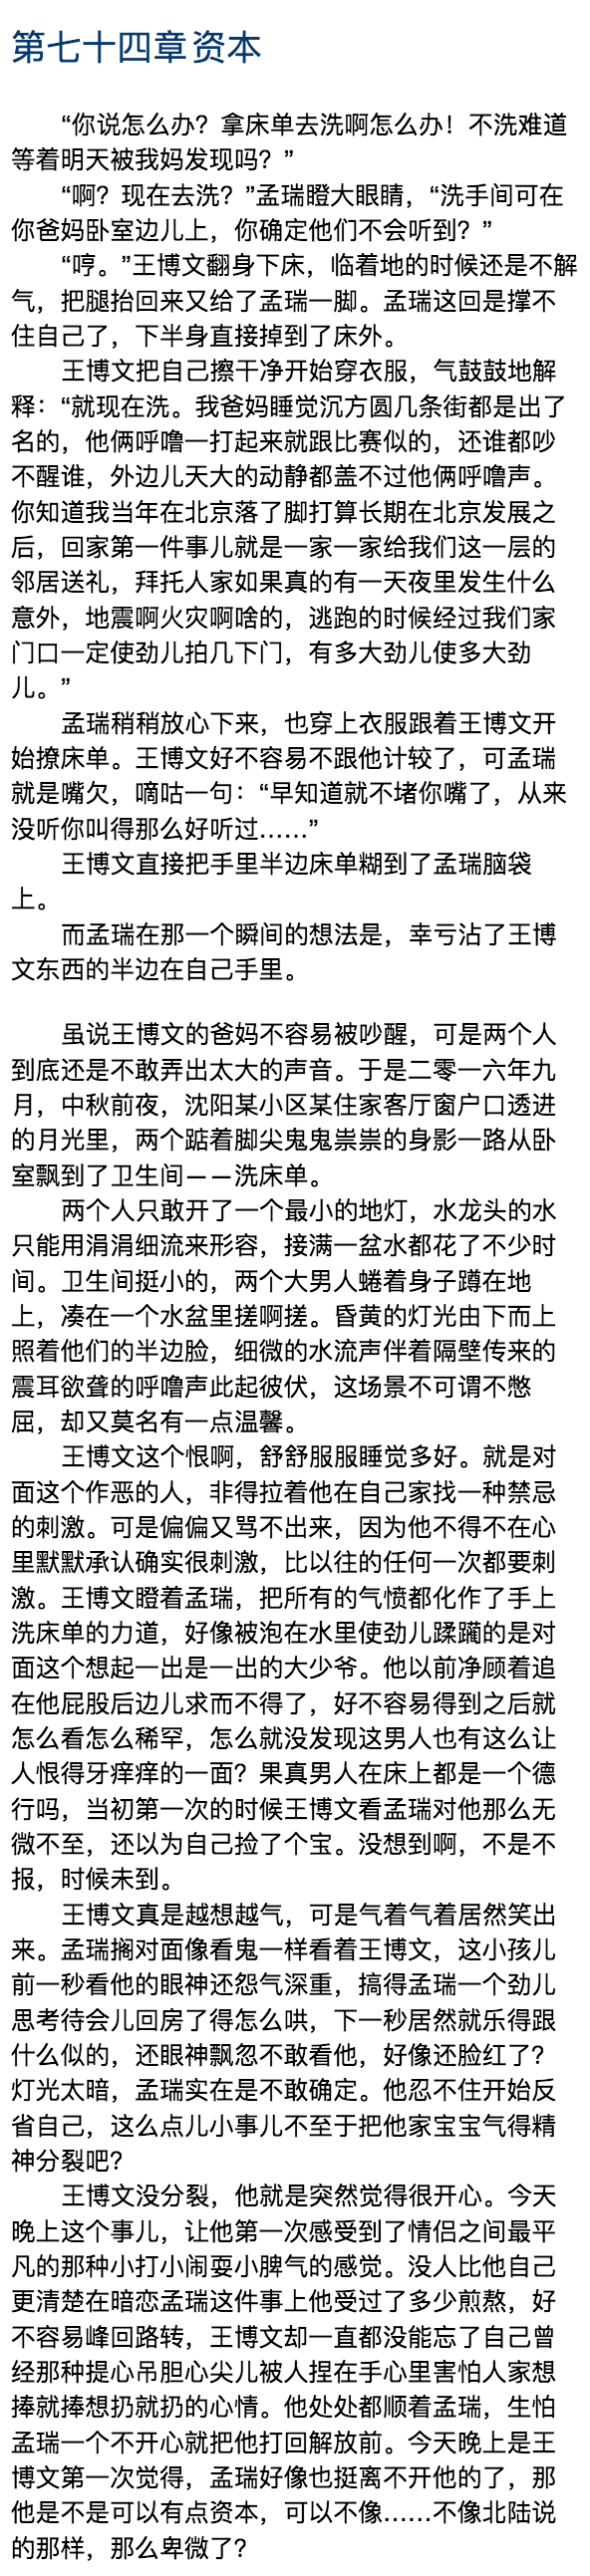 第七十四章 资本
“你说怎么办？拿床单去洗啊怎么办！不洗难道
等着明天被我妈发现吗？”
“啊？现在去洗？”孟瑞瞪大眼睛，“洗手间可在
你爸妈卧室边儿上，你确定他们不会听到？”
“哼。”王博文翻身下床，临着地的时候还是不解
气，把腿抬回来又给了孟瑞一脚。孟瑞这回是撑不
住自己了，下半身直接掉到了床外。
王博文把自己擦干净开始穿衣服，气鼓鼓地解
释：“就现在洗。我爸妈睡觉沉方圆几条街都是出了
名的，他俩呼噜一打起来就跟比赛似的，还谁都吵
不醒谁，外边儿天大的动静都盖不过他俩呼噜声。
你知道我当年在北京落了脚打算长期在北京发展之
后，回家第一件事儿就是一家一家给我们这一层的
邻居送礼，拜托人家如果真的有一天夜里发生什么
意外，地震啊火灾啊啥的，逃跑的时候经过我们家
门口一定使劲儿拍几下门，有多大劲儿使多大劲
儿。”
孟瑞稍稍放心下来，也穿上衣服跟着王博文开
始撩床单。王博文好不容易不跟他计较了，可孟瑞
就是嘴欠，嘀咕一句：“早知道就不堵你嘴了，从来
没听你叫得那么好听过……”
王博文直接把手里半边床单糊到了孟瑞脑袋
上。
而孟瑞在那一个瞬间的想法是，幸亏沾了王博
文东西的半边在自己手里。
虽说王博文的爸妈不容易被吵醒，可是两个人
到底还是不敢弄出太大的声音。于是二零一六年九
月，中秋前夜，沈阳某小区某住家客厅窗户口透进
的月光里，两个踮着脚尖鬼鬼祟祟的身影一路从卧
室飘到了卫生间——洗床单。
两个人只敢开了一个最小的地灯，水龙头的水
只能用涓涓细流来形容，接满一盆水都花了不少时
间。卫生间挺小的，两个大男人蜷着身子蹲在地
上，凑在一个水盆里搓啊搓。昏黄的灯光由下而上
照着他们的半边脸，细微的水流声伴着隔壁传来的
震耳欲聋的呼噜声此起彼伏，这场景不可谓不憋
屈，却又莫名有一点温馨。
王博文这个恨啊，舒舒服服睡觉多好。就是对
面这个作恶的人，非得拉着他在自己家找一种禁忌
的刺激。可是偏偏又骂不出来，因为他不得不在心
里默默承认确实很刺激，比以往的任何一次都要刺
激。王博文瞪着孟瑞，把所有的气愤都化作了手上
洗床单的力道，好像被泡在水里使劲儿蹂躏的是对
面这个想起一出是一出的大少爷。他以前净顾着追
在他屁股后边儿求而不得了，好不容易得到之后就
怎么看怎么稀罕，怎么就没发现这男人也有这么让
人恨得牙痒痒的一面？果真男人在床上都是一个德
行吗，当初第一次的时候王博文看孟瑞对他那么无
微不至，还以为自己捡了个宝。没想到啊，不是不
报，时候未到。
王博文真是越想越气，可是气着气着居然笑出
来。孟瑞搁对面像看鬼一样看着王博文，这小孩儿
前一秒看他的眼神还怨气深重，搞得孟瑞一个劲儿
思考待会儿回房了得怎么哄，下一秒居然就乐得跟
什么似的，还眼神飘忽不敢看他，好像还脸红了？
灯光太暗，孟瑞实在是不敢确定。他忍不住开始反
省自己，这么点儿小事儿不至于把他家宝宝气得精
神分裂吧？
王博文没分裂，他就是突然觉得很开心。今天
晚上这个事儿，让他第一次感受到了情侣之间最平
凡的那种小打小闹耍小脾气的感觉。没人比他自己
更清楚在暗恋孟瑞这件事上他受过了多少煎熬，好
不容易峰回路转，王博文却一直都没能忘了自己曾
经那种提心吊胆心尖儿被人捏在手心里害怕人家想
捧就捧想扔就扔的心情。他处处都顺着孟瑞，生怕
孟瑞一个不开心就把他打回解放前。今天晚上是王
博文第一次觉得，孟瑞好像也挺离不开他的了，那
他是不是可以有点资本，可以不像……不像北陆说
的那样，那么卑微了？